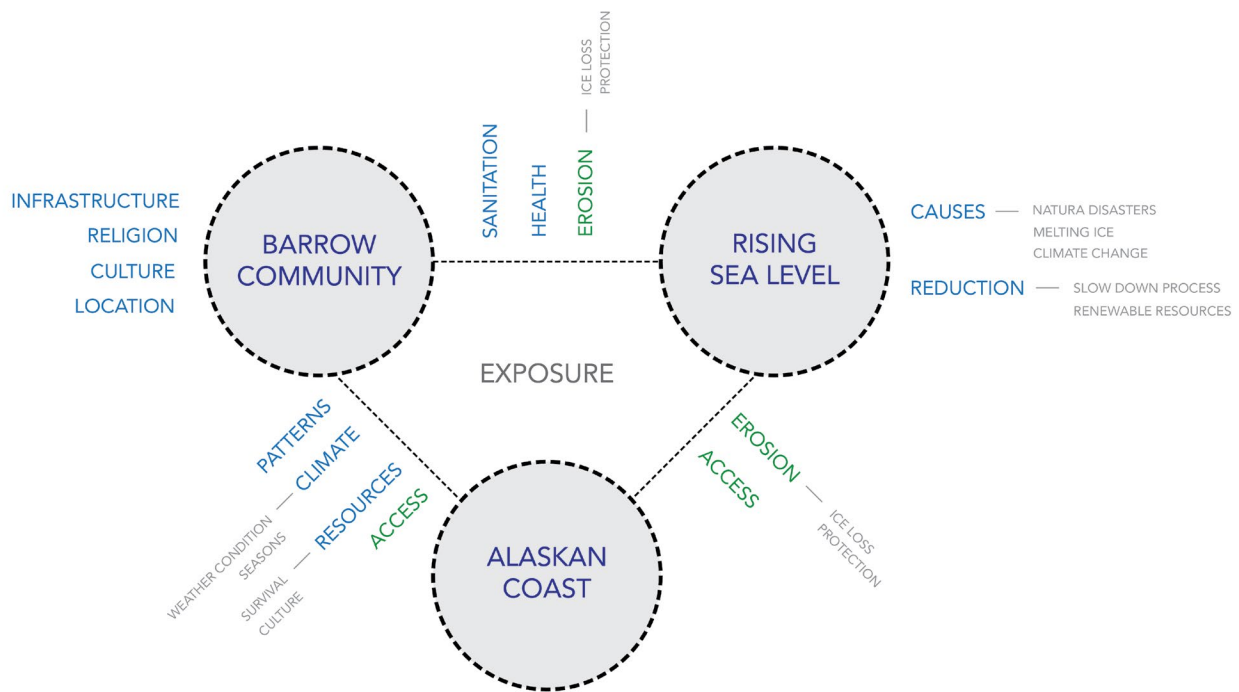 ICE LOSS
PROTECTION
SANITATION
HEALTH
EROSION
INFRASTRUCTURE
RELIGION
CULTURE
LOCATION
BARROW
COMMUNITY
RISING
SEA LEVEL
CAUSES
NATURA DISASTERS
MELTING ICE
CLIMATE CHANGE
REDUCTION
SLOW DOWN PROCESS
RENEWABLE RESOURCES
EXPOSURE
PATTERNS
CLIMATE
WEATHER CONDITION
SEASONS
RESOURCES
SURVIVAL
CULTURE
ACCESS
EROSION
ICE LOSS
PROTECTION
ACCESS
ALASKAN
COAST